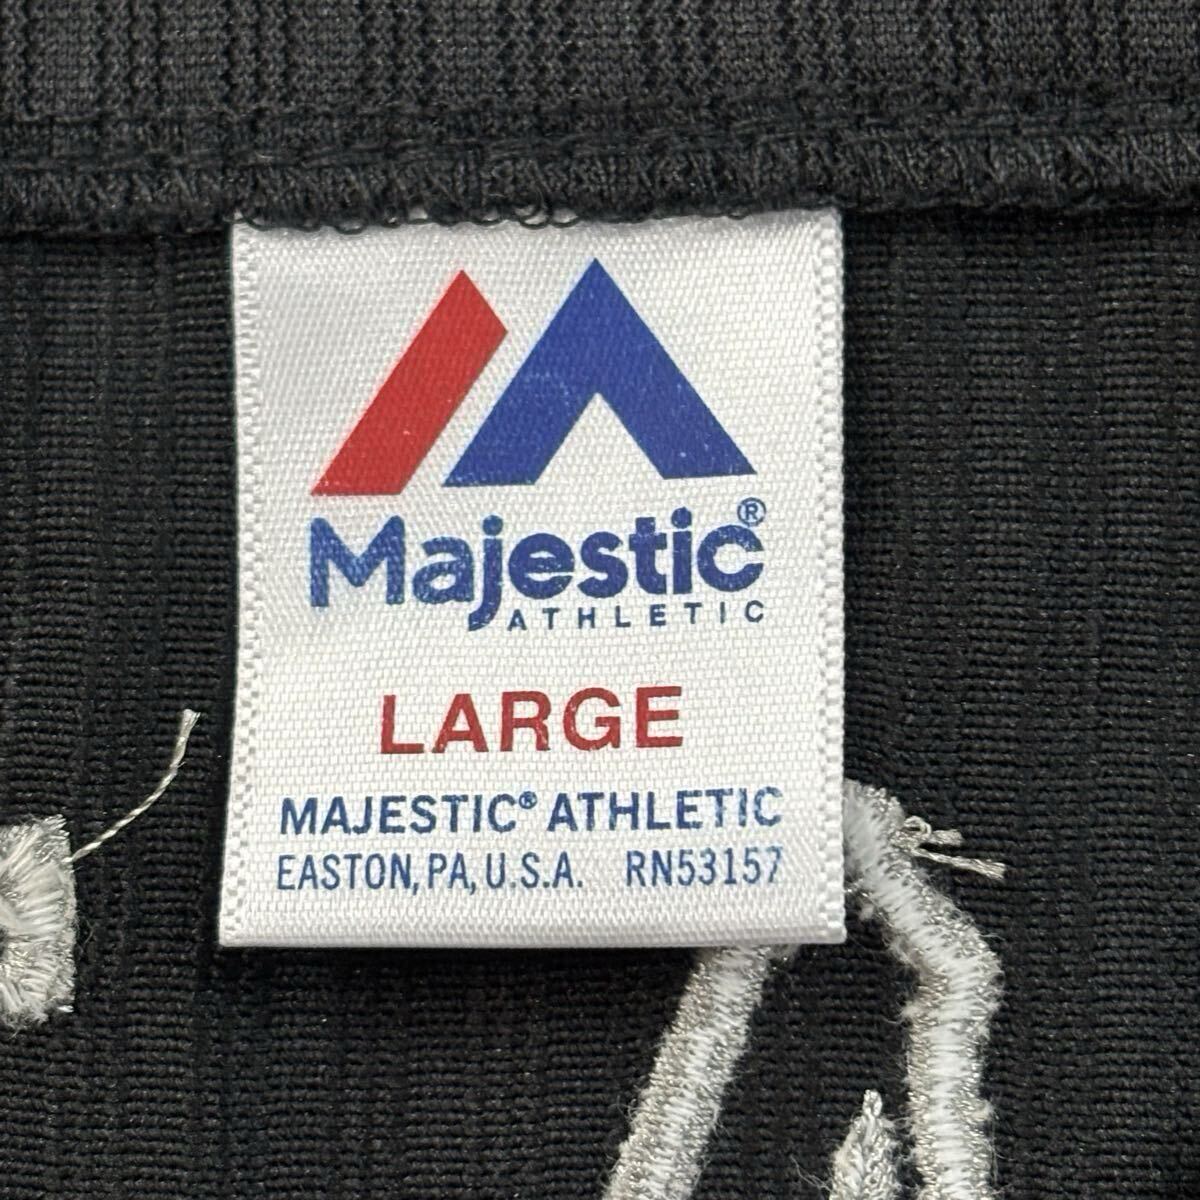 Majestic®
ATHLETIC
LARGE
MAJESTIC® ATHLETIC
EASTON, PA, U.S.A. RN53157